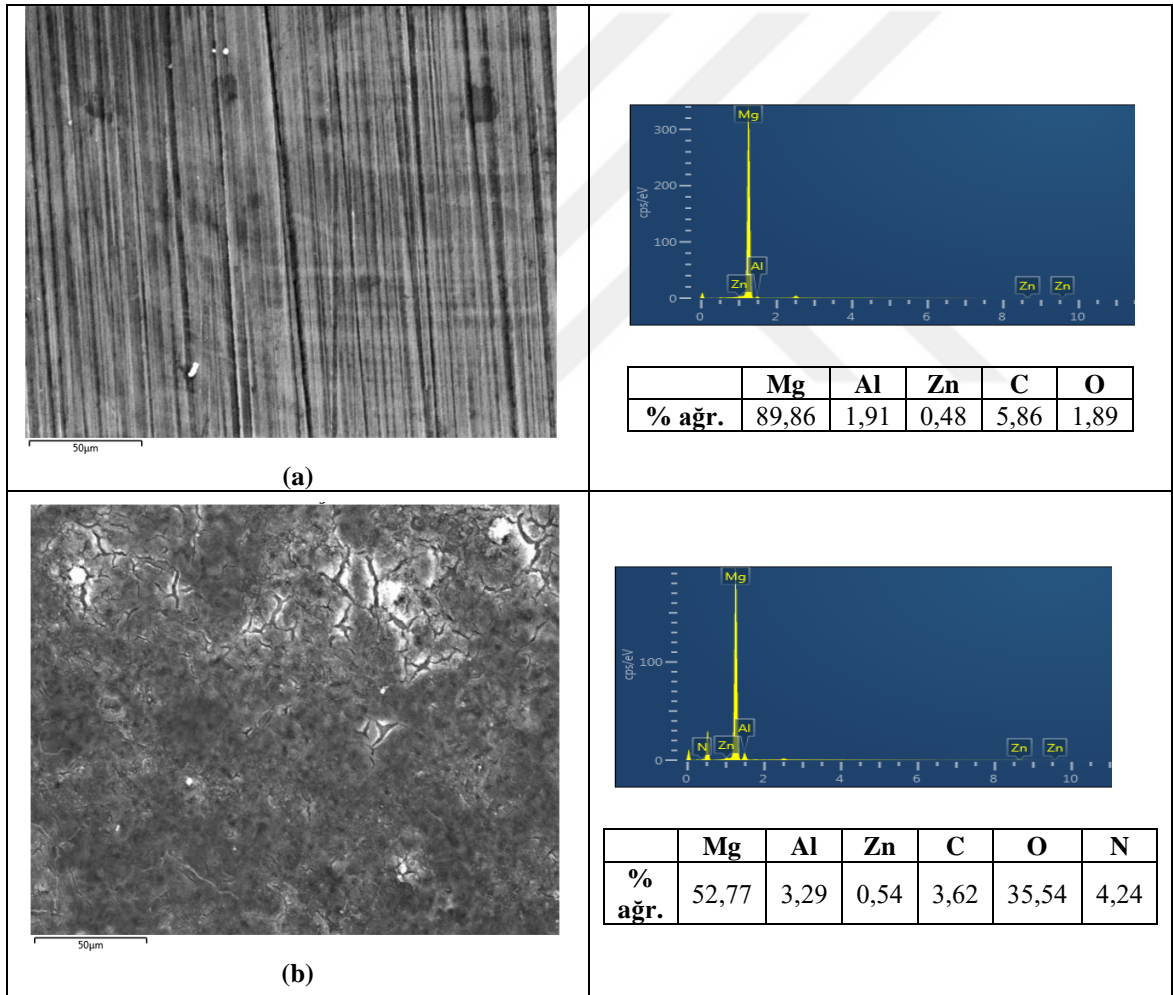 50µm
(a)
cps/eV
300
200
100
0
Mg
Zn
Al
Zn
Zn
0 2 4 6 8 10
Mg Al Zn C O
% ağr. 89,86 1,91 0,48 5,86 1,89
50µm
(b)
cps/eV
100
0
Mg
N
Zn
Al
Zn
Zn
0 2 4 6 8 10
Mg Al Zn C O N
%
ağr. 52,77 3,29 0,54 3,62 35,54 4,24